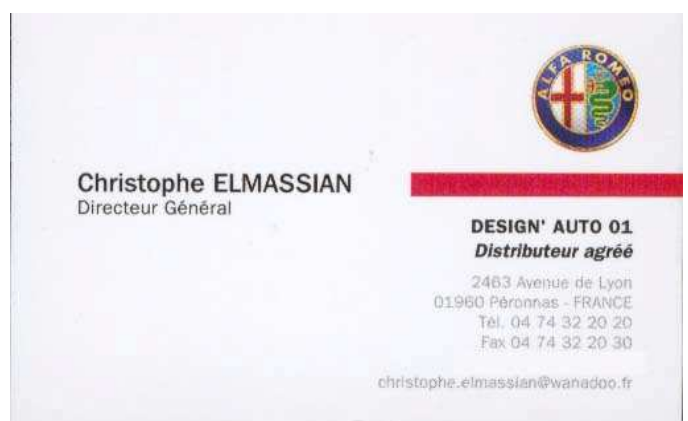 ALFA ROMEO
Christophe ELMASSIAN
Directeur Général
DESIGN' AUTO 01
Distributeur agréé
2463 Avenue de Lyon
01960 Péronnas - FRANCE
Tél. 04 74 32 20 20
Fax 04 74 32 20 30
christophe.elmassian@wanadoo.fr